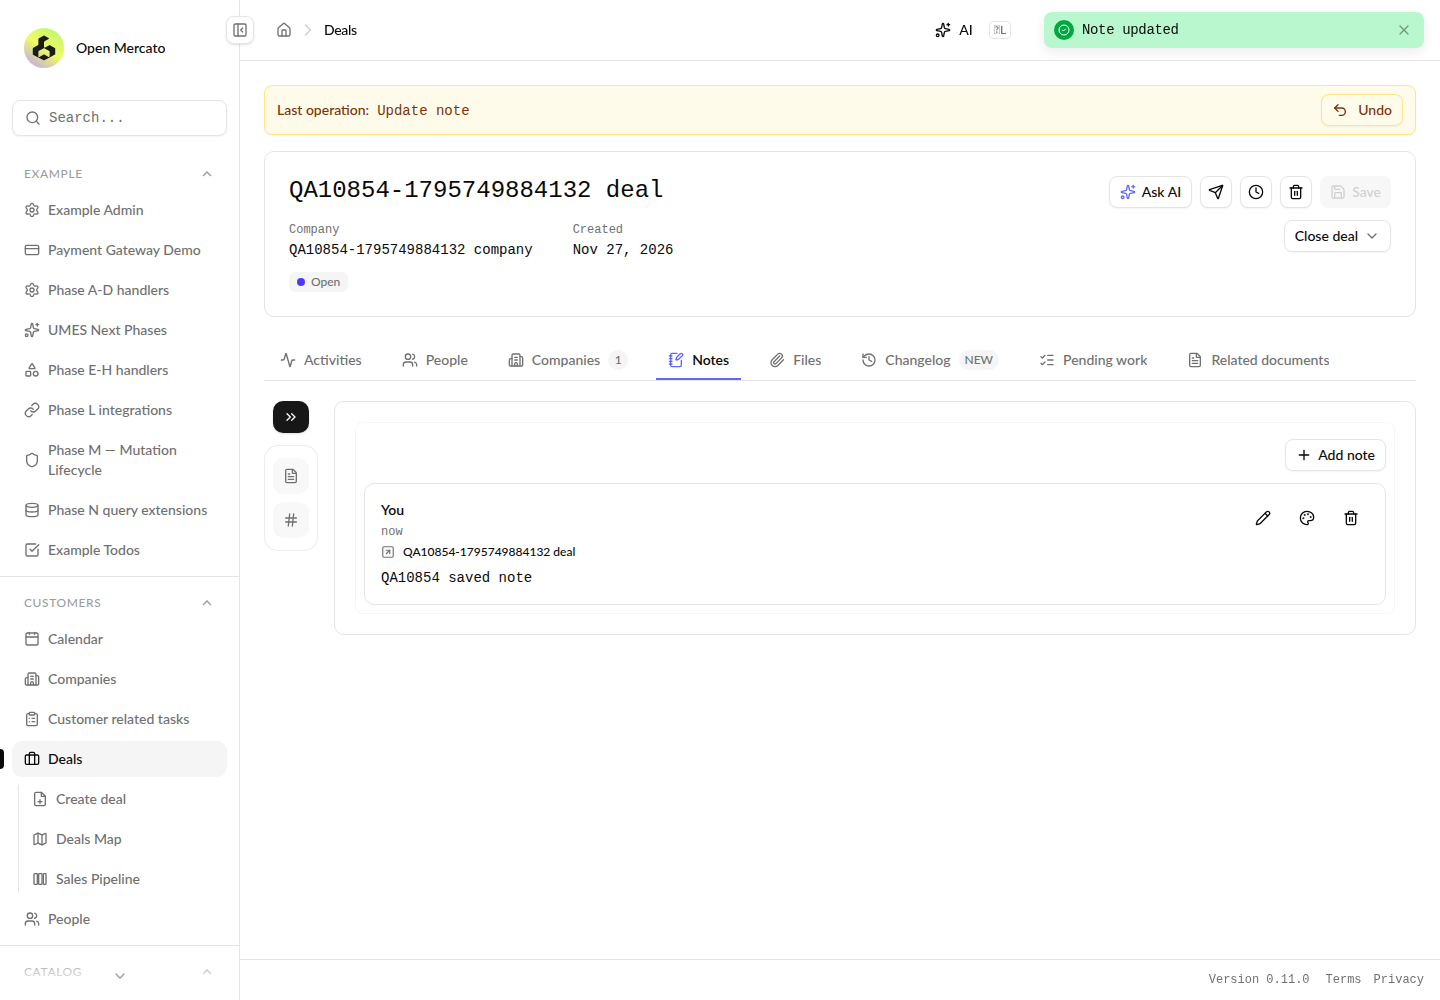 Open Mercato
Search...
EXAMPLE
Example Admin
Payment Gateway Demo
Phase A-D handlers
UMES Next Phases
Phase E-H handlers
Phase L integrations
Phase M — Mutation
Lifecycle
Phase N query extensions
Example Todos
CUSTOMERS
Calendar
Companies
Customer related tasks
Deals
Create deal
Deals Map
Sales Pipeline
People
CATALOG
Deals
AI
Note updated
Last operation: Update note
Undo
QA10854-1795749884132 deal
Ask AI
Save
Company
QA10854-1795749884132 company
Created
Nov 27, 2026
Close deal
Open
Activities
People
Companies 1
Notes
Files
Changelog NEW
Pending work
Related documents
Add note
You
now
QA10854-1795749884132 deal
QA10854 saved note
Version 0.11.0 Terms Privacy